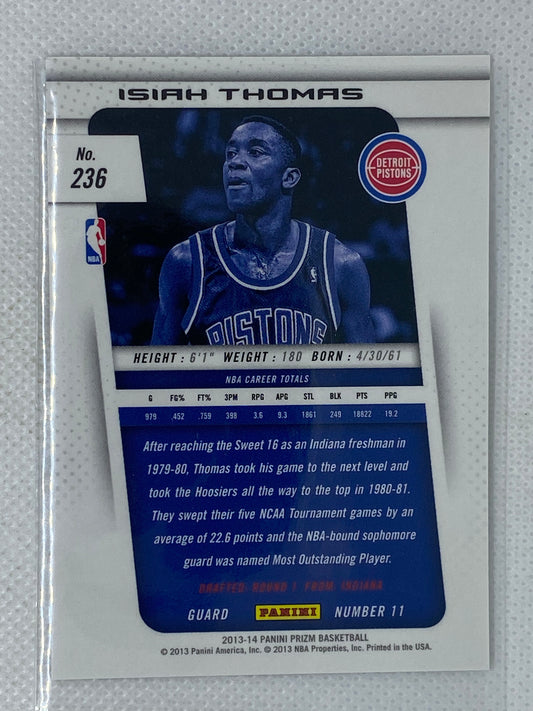 ISIAH THOMAS
No.
236
DETROIT
PISTONS
NBA
PISTONS
HEIGHT : 6'1" WEIGHT : 180 BORN : 4/30/61
NBA CAREER TOTALS
G FG% FT% 3PM RPG APG STL BLK PTS PPG
979 .452 .759 398 3.6 9.3 1861 249 18822 19.2
After reaching the Sweet 16 as an Indiana freshman in
1979-80, Thomas took his game to the next level and
took the Hoosiers all the way to the top in 1980-81.
They swept their five NCAA Tournament games by an
average of 22.6 points and the NBA-bound sophomore
guard was named Most Outstanding Player.
DRAFTED: ROUND 1 FROM INDIANA
GUARD PANINI NUMBER 11
2013-14 PANINI PRIZM BASKETBALL
© 2013 Panini America, Inc. © 2013 NBA Properties, Inc. Printed in the USA.